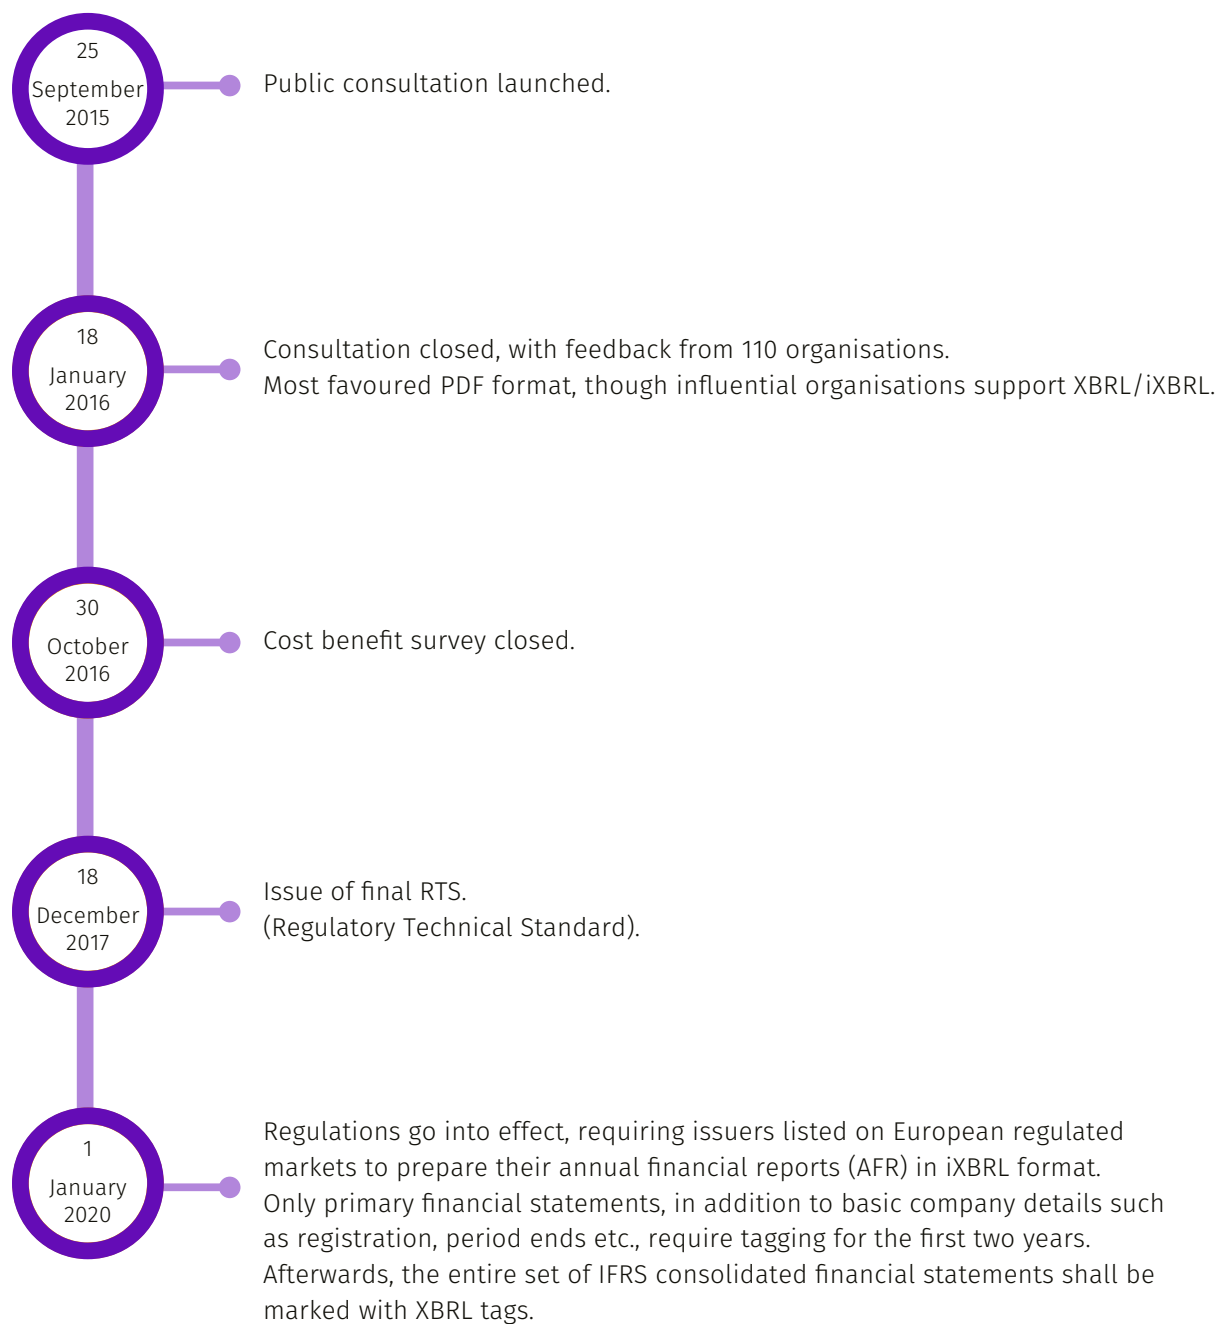 25
September
2015
Public consultation launched.
18
January
2016
Consultation closed, with feedback from 110 organisations.
Most favoured PDF format, though influential organisations support XBRL/iXBRL.
30
October
2016
Cost benefit survey closed.
18
December
2017
Issue of final RTS.
(Regulatory Technical Standard).
1
January
2020
Regulations go into effect, requiring issuers listed on European regulated
markets to prepare their annual financial reports (AFR) in iXBRL format.
Only primary financial statements, in addition to basic company details such
as registration, period ends etc., require tagging for the first two years.
Afterwards, the entire set of IFRS consolidated financial statements shall be
marked with XBRL tags.